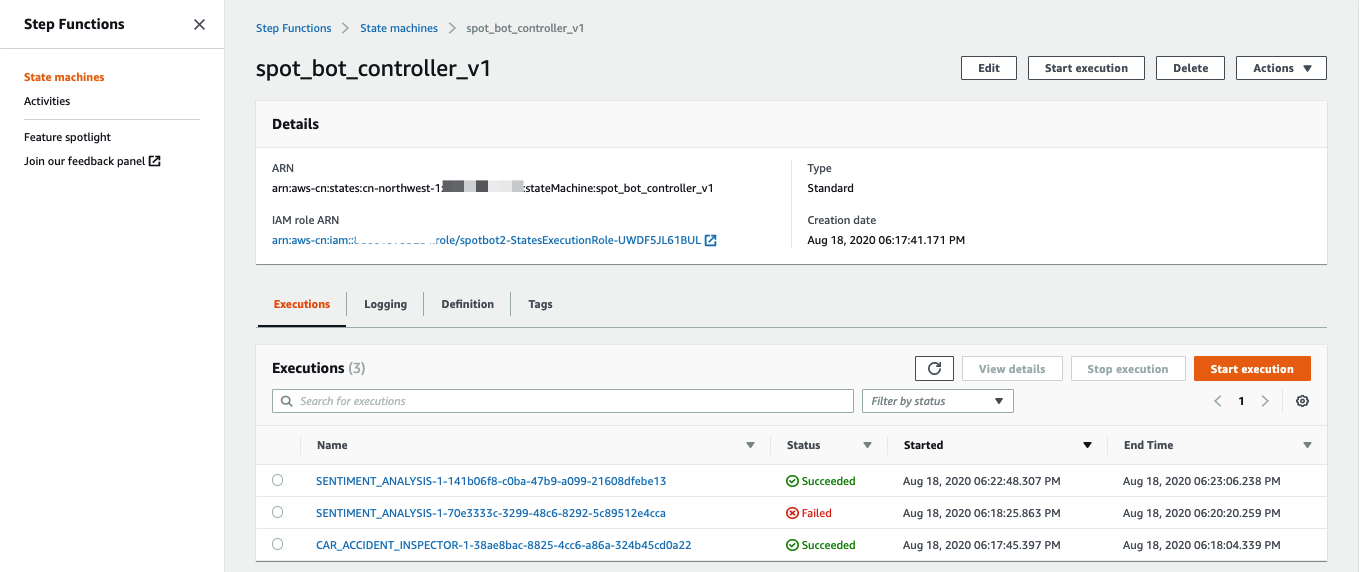 Step Functions
State machines
Activities
Feature spotlight
Join our feedback panel
Step Functions State machines spot_bot_controller_v1
spot_bot_controller_v1
Edit Start execution Delete Actions
Details
ARN
arn:aws-cn:states:cn-northwest-1: :stateMachine:spot_bot_controller_v1
IAM role ARN
arn:aws-cn:iam:: role/spotbot2-StatesExecutionRole-UWDF5JL61BUL
Type
Standard
Creation date
Aug 18, 2020 06:17:41.171 PM
Executions Logging Definition Tags
Executions (3)
View details Stop execution Start execution
Search for executions Filter by status 1
Name Status Started End Time
SENTIMENT_ANALYSIS-1-141b06f8-c0ba-47b9-a099-21608dfebe13 Succeeded Aug 18, 2020 06:22:48.307 PM Aug 18, 2020 06:23:06.238 PM
SENTIMENT_ANALYSIS-1-70e3333c-3299-48c6-8292-5c89512e4cca Failed Aug 18, 2020 06:18:25.863 PM Aug 18, 2020 06:20:20.259 PM
CAR_ACCIDENT_INSPECTOR-1-38ae8bac-8825-4cc6-a86a-324b45cd0a22 Succeeded Aug 18, 2020 06:17:45.397 PM Aug 18, 2020 06:18:04.339 PM